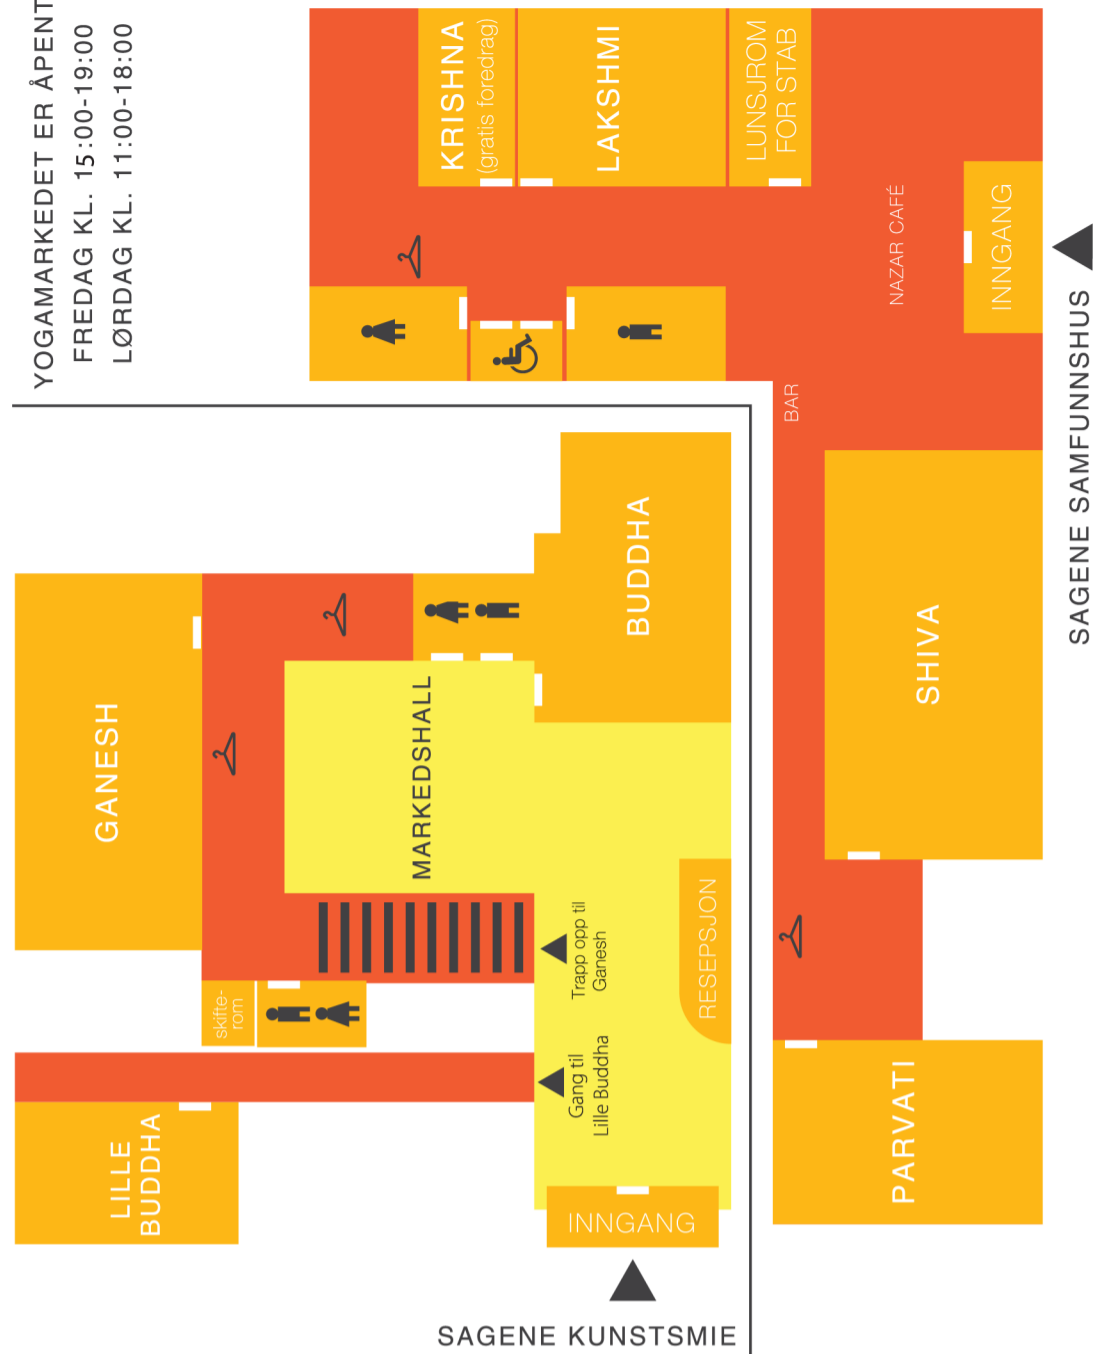 YOGAMARKEDET ER ÅPENT
FREDAG KL. 15:00-19:00
LØRDAG KL. 11:00-18:00
KRISHNA
(gratis foredrag)
LAKSHMI
LUNSJROM
FOR STAB
NAZAR CAFÉ
INNGANG
SAGENE SAMFUNNSHUS
BAR
SHIVA
PARVATI
GANESH
MARKEDSHALL
BUDDHA
skifte-
rom
Trapp opp til
Ganesh
RESEPSJON
Gang til
Lille Buddha
LILLE
BUDDHA
INNGANG
SAGENE KUNSTSMIE